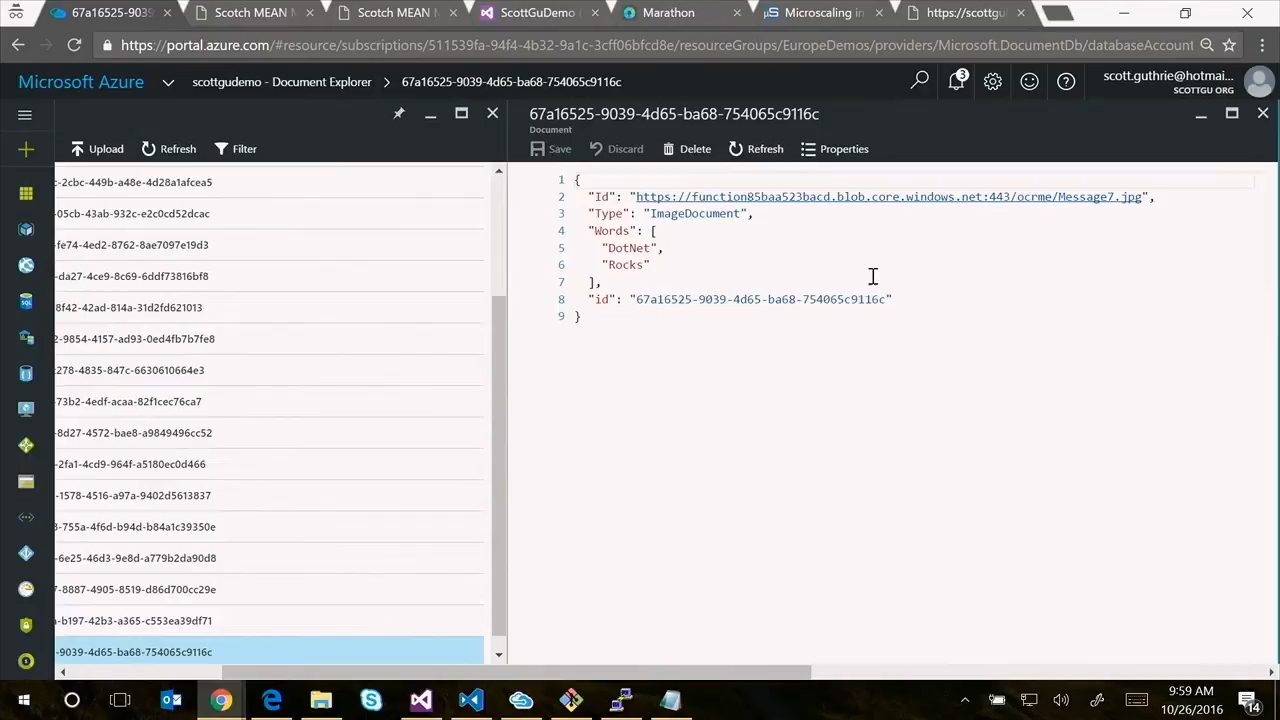 67a16525-9039
Scotch MEAN
Scotch MEAN
ScottGuDemo
Marathon
Microscaling in
https://scottgu
https://portal.azure.com/#resource/subscriptions/511539fa-94f4-4b32-9a1c-3cff06bfcd8e/resourceGroups/EuropeDemos/providers/Microsoft.DocumentDb/databaseAccount
Microsoft Azure
scottgudemo - Document Explorer > 67a16525-9039-4d65-ba68-754065c9116c
3
scott.guthrie@hotmai...
SCOTTGU ORG
Upload Refresh Filter
-2cbc-449b-a48e-4d28a1afcea5
05cb-43ab-932c-e2c0cd52dcac
fe74-4ed2-8762-8ae7097e19d3
da27-4ce9-8c69-6ddf73816bf8
8f42-42ad-814a-31d2fd621013
-9854-4157-ad93-0ed4fb7b7fe8
278-4835-847c-6630610664e3
73b2-4edf-acaa-82f1cec76ca7
8d27-4572-bae8-a9849496cc52
2fa1-4cd9-964f-a5180ec0d466
-1578-4516-a97a-9402d5613837
-755a-4f6d-b94d-b84a1c39350e
-6e25-46d3-9e8d-a779b2da90d8
-8887-4905-8519-d86d700cc29e
-b197-42b3-a365-c553ea39df71
-9039-4d65-ba68-754065c9116c
67a16525-9039-4d65-ba68-754065c9116c
Document
Save Discard Delete Refresh Properties
1 {
2 "Id": "https://function85baa523bacd.blob.core.windows.net:443/ocrme/Message7.jpg",
3 "Type": "ImageDocument",
4 "Words": [
5 "DotNet",
6 "Rocks"
7 ],
8 "id": "67a16525-9039-4d65-ba68-754065c9116c"
9 }
9:59 AM
10/26/2016
14